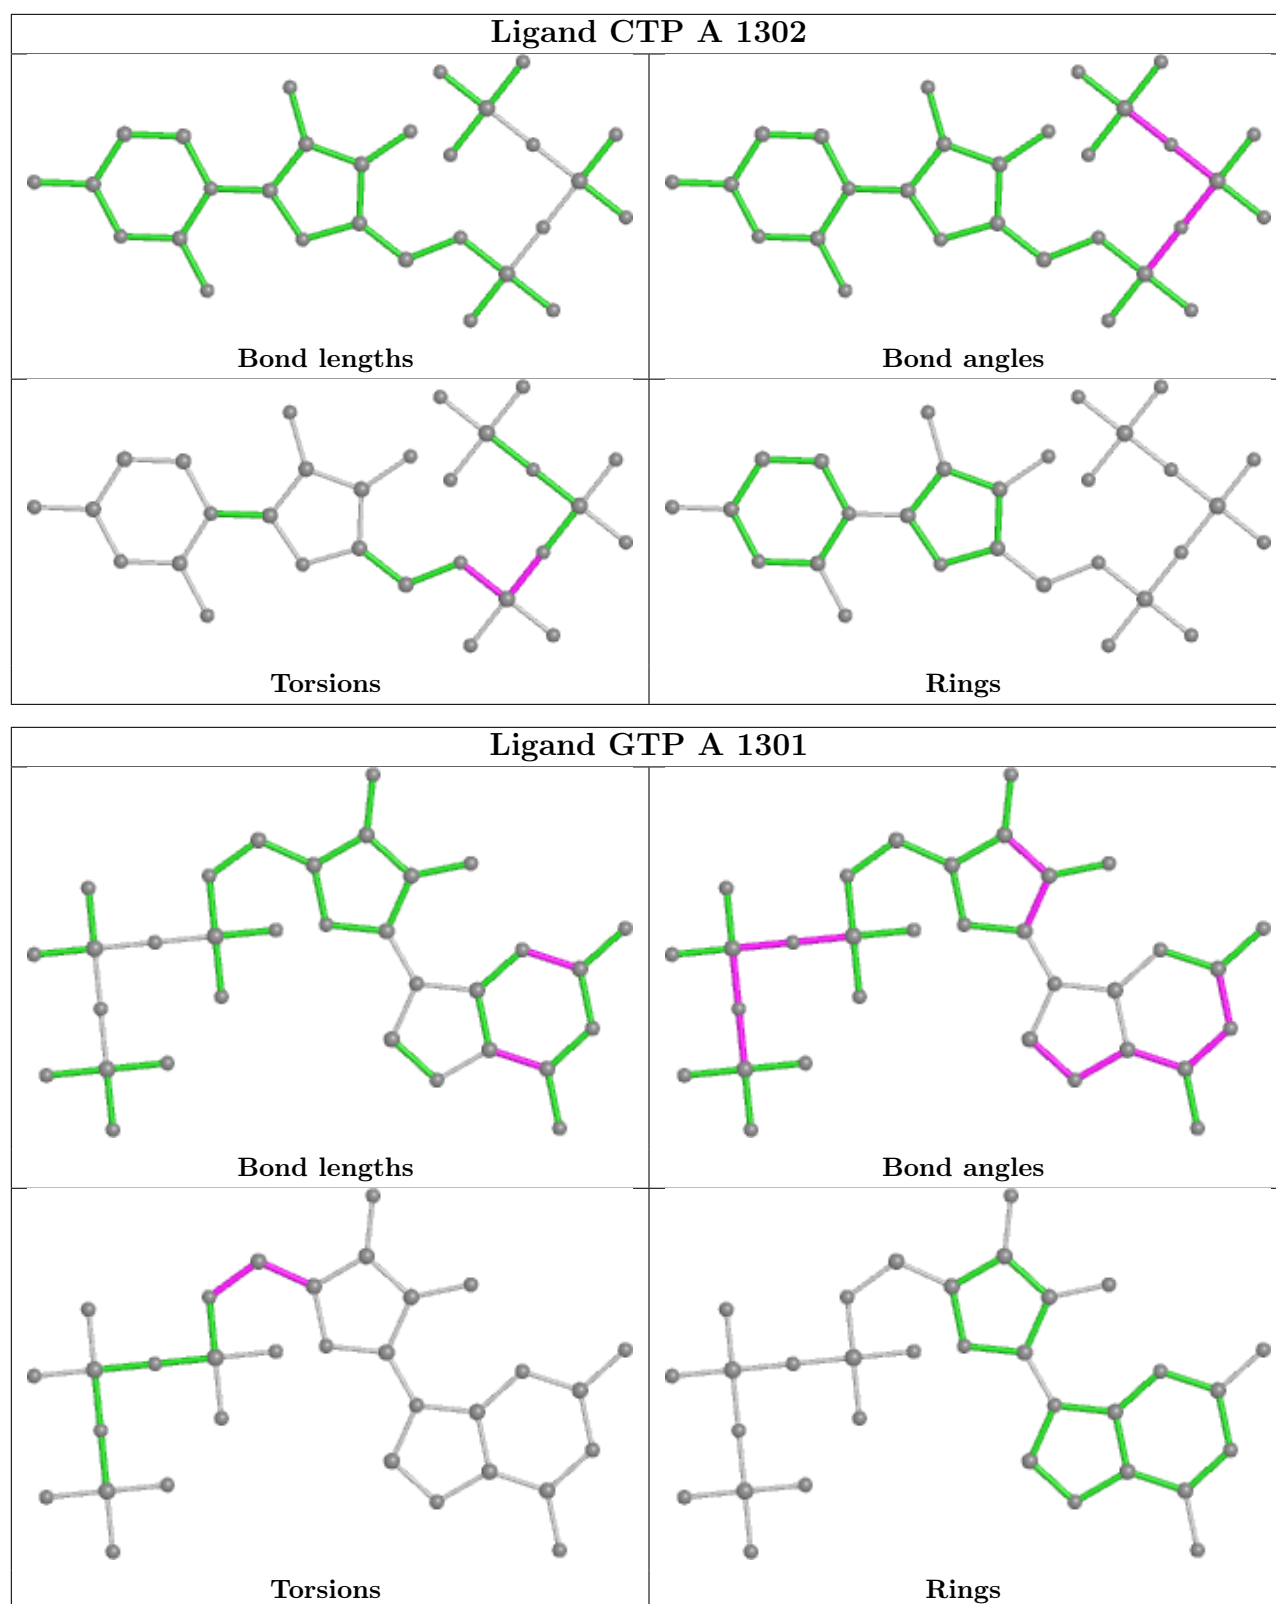 Ligand CTP A 1302
Bond lengths
Bond angles
Torsions
Rings
Ligand GTP A 1301
Bond lengths
Bond angles
Torsions
Rings